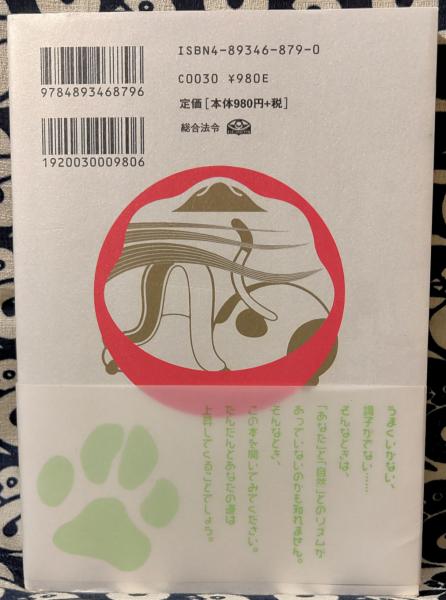 ISBN4-89346-879-0
C0030 ¥980E
定価[本体980円+税]
総合法令
9784893468796
1920030009806
うまくいかない、
調子がでない……
そんなときは、
「あなた」と「自然」とのリズムが
あっていないのかも知れません。
そんなとき、
この本を開いてみてください。
だんだんとあなたの運は
上昇してくることでしょう。